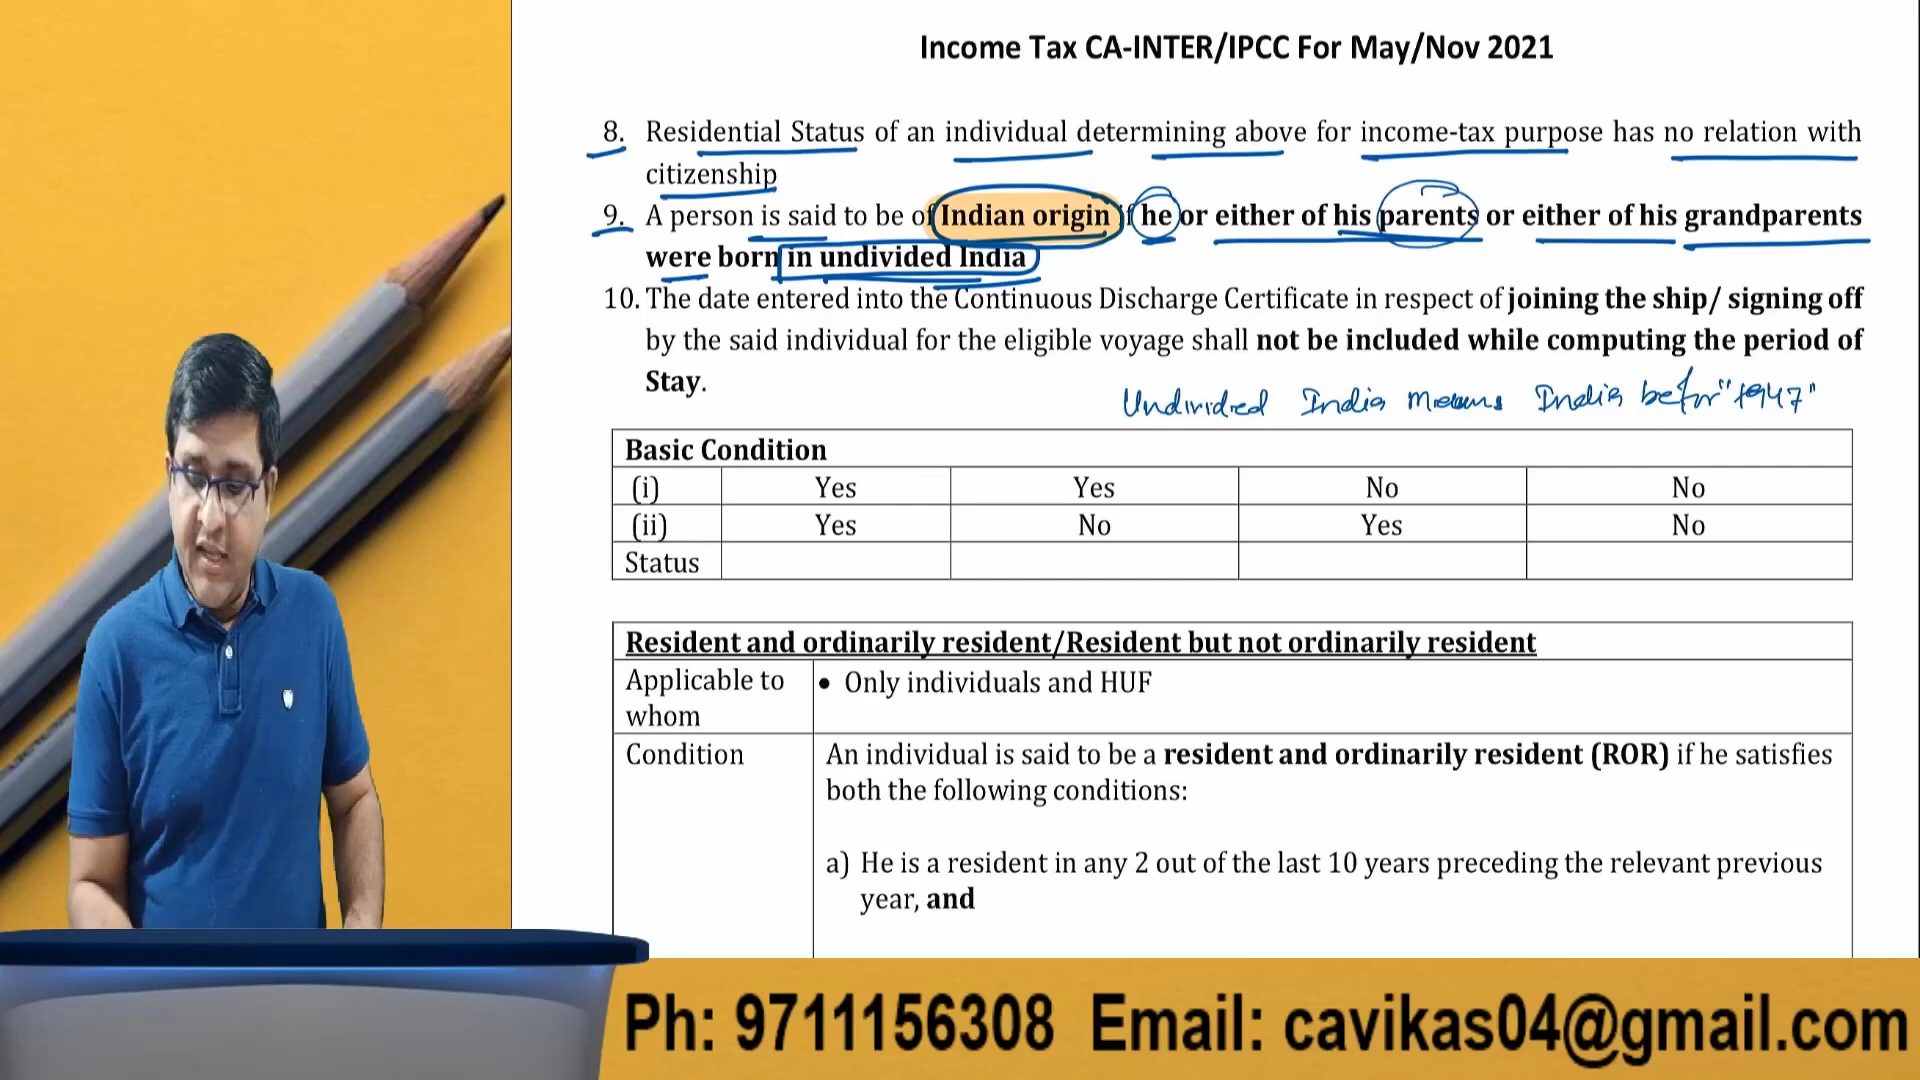 Income Tax CA-INTER/IPCC For May/Nov 2021
8. Residential Status of an individual determining above for income-tax purpose has no relation with
citizenship
9. A person is said to be of Indian origin if he or either of his parents or either of his grandparents
were born in undivided India
10. The date entered into the Continuous Discharge Certificate in respect of joining the ship/ signing off
by the said individual for the eligible voyage shall not be included while computing the period of
Stay.
Undivided India means India befor "1947"
Basic Condition
(i) Yes Yes No No
(ii) Yes No Yes No
Status
Resident and ordinarily resident/Resident but not ordinarily resident
Applicable to • Only individuals and HUF
whom
Condition An individual is said to be a resident and ordinarily resident (ROR) if he satisfies
both the following conditions:
a) He is a resident in any 2 out of the last 10 years preceding the relevant previous
year, and
Ph: 9711156308 Email: cavikas04@gmail.com